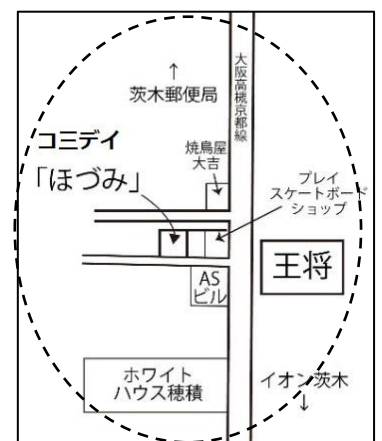 大阪高槻京都線
↑
茨木郵便局
コミデイ
「ほづみ」
焼鳥屋
大吉
プレイ
スケートボード
ショップ
王将
AS
ビル
ホワイト
ハウス穂積
イオン茨木
↓